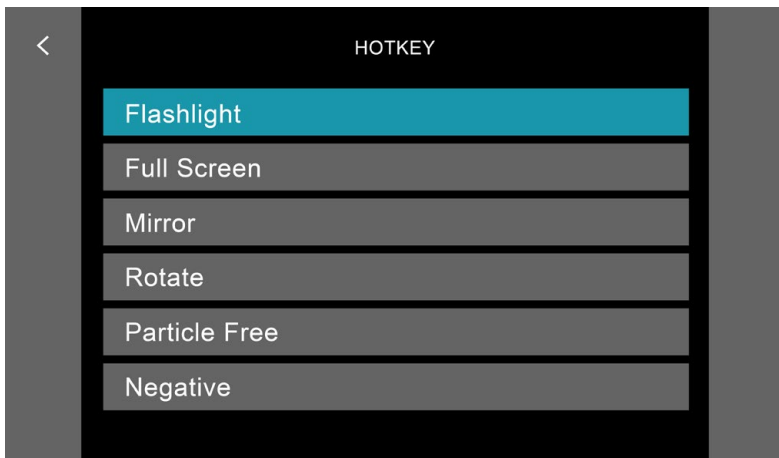 HOTKEY
Flashlight
Full Screen
Mirror
Rotate
Particle Free
Negative